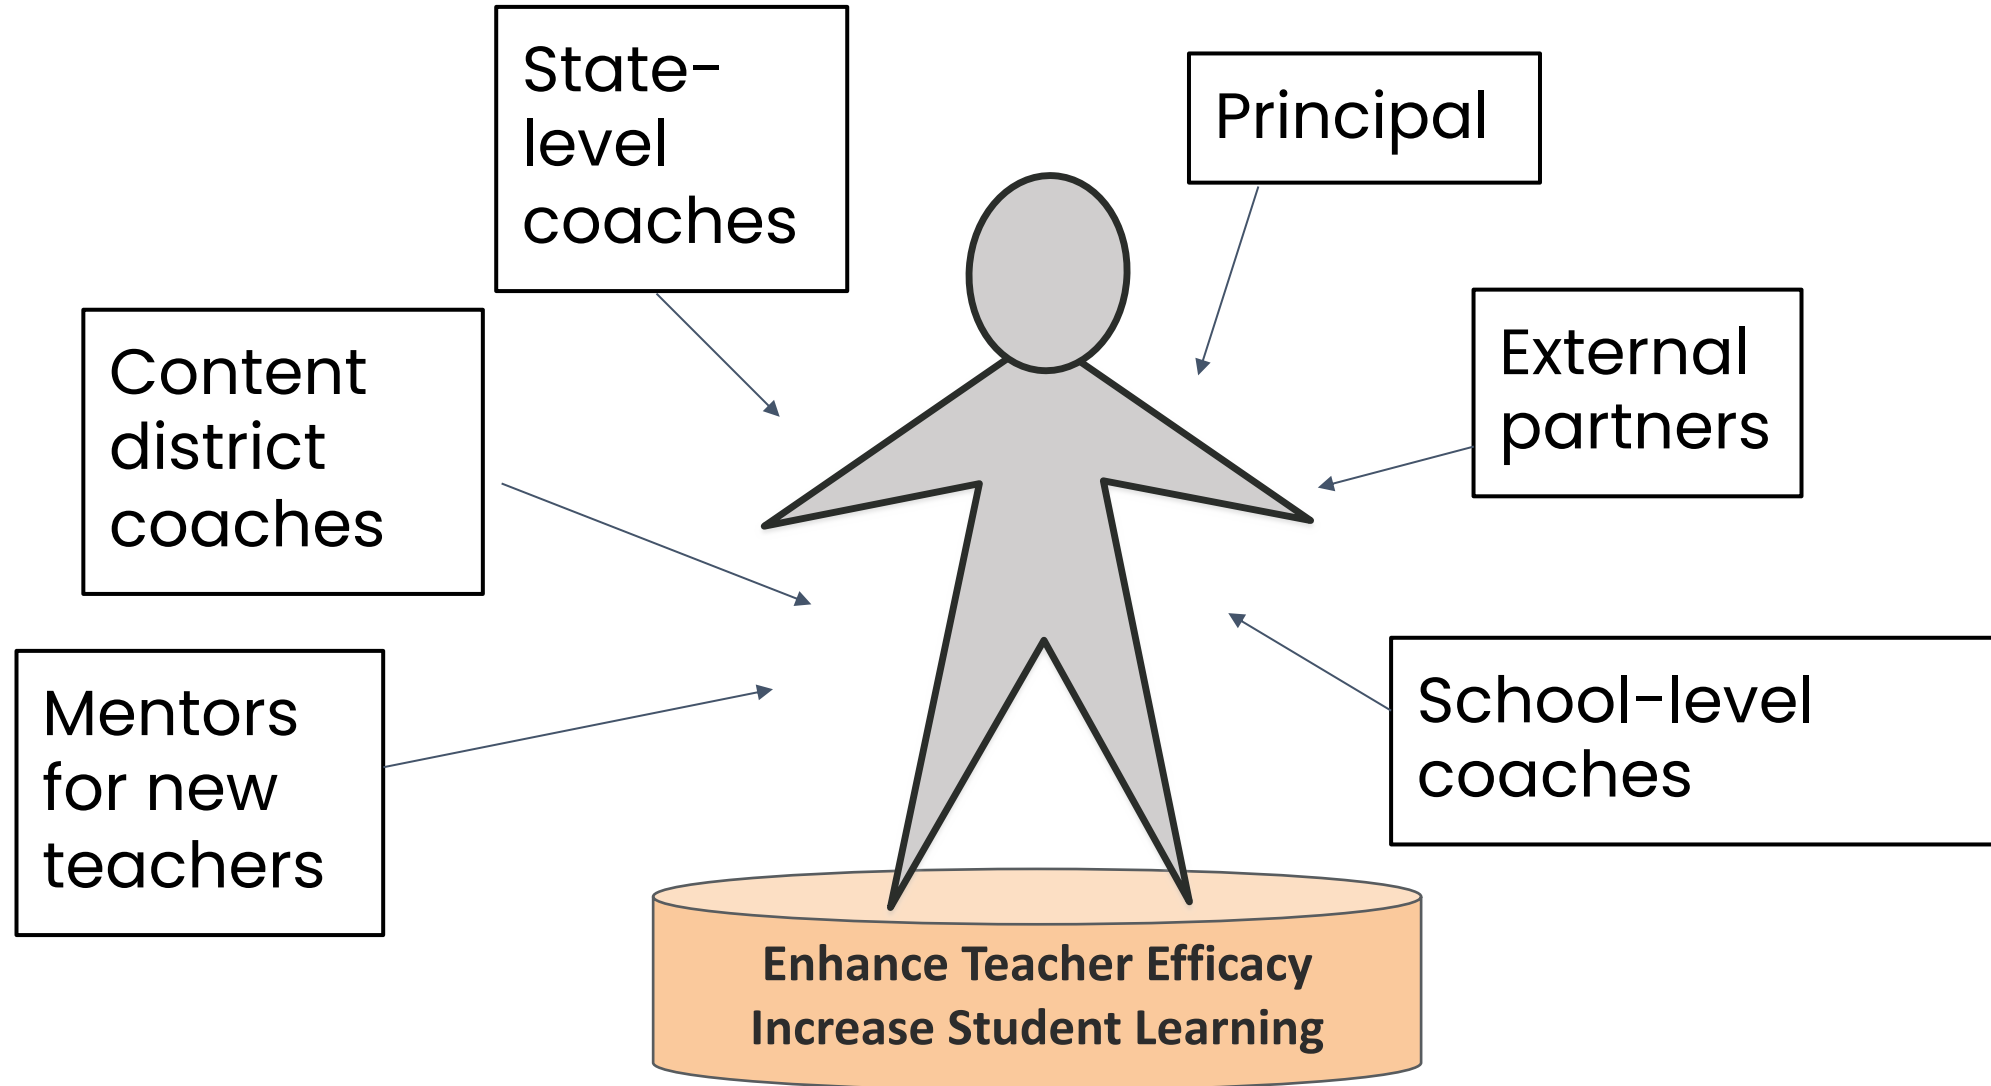 State-
level
coaches
Principal
Content
district
coaches
External
partners
Mentors
for new
teachers
School-level
coaches
Enhance Teacher Efficacy
Increase Student Learning